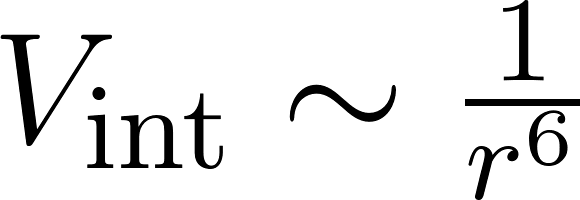 V_int ∼ 1/r^6